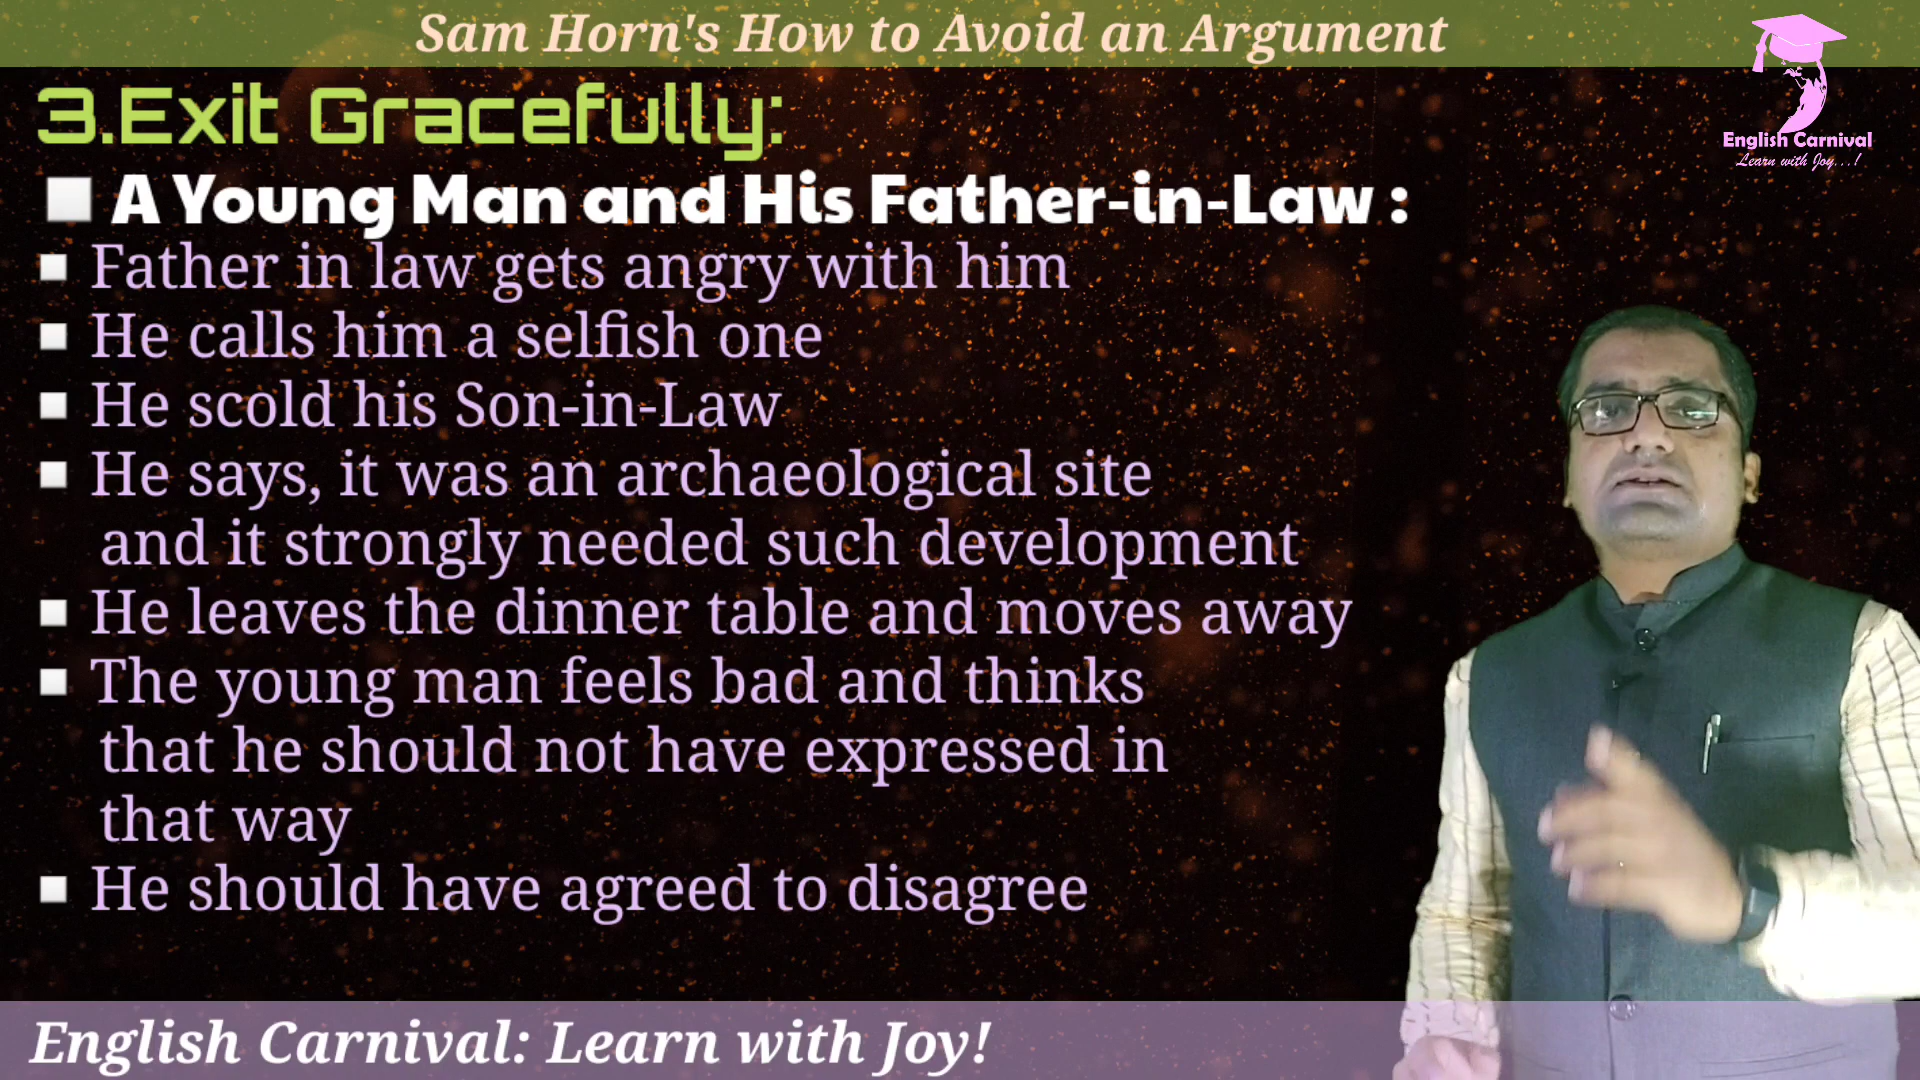 Sam Horn's How to Avoid an Argument
English Carnival
Learn with Joy...!
3.Exit Gracefully:
A Young Man and His Father-in-Law :
Father in law gets angry with him
He calls him a selfish one
He scold his Son-in-Law
He says, it was an archaeological site
and it strongly needed such development
He leaves the dinner table and moves away
The young man feels bad and thinks
that he should not have expressed in
that way
He should have agreed to disagree
English Carnival: Learn with Joy!